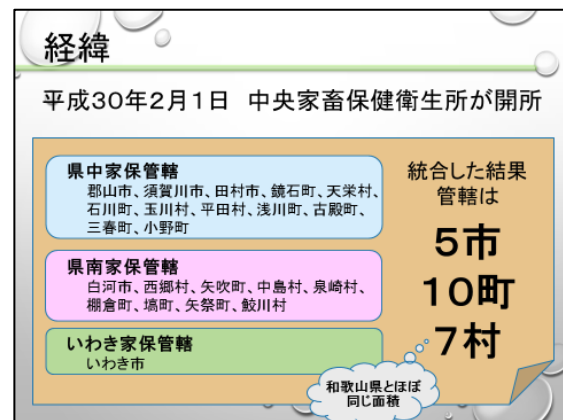 経緯
平成30年2月1日 中央家畜保健衛生所が開所
県中家保管轄
郡山市、須賀川市、田村市、鏡石町、天栄村、
石川町、玉川村、平田村、浅川町、古殿町、
三春町、小野町
県南家保管轄
白河市、西郷村、矢吹町、中島村、泉崎村、
棚倉町、塙町、矢祭町、鮫川村
いわき家保管轄
いわき市
統合した結果
管轄は
5市
10町
7村
和歌山県とほぼ
同じ面積